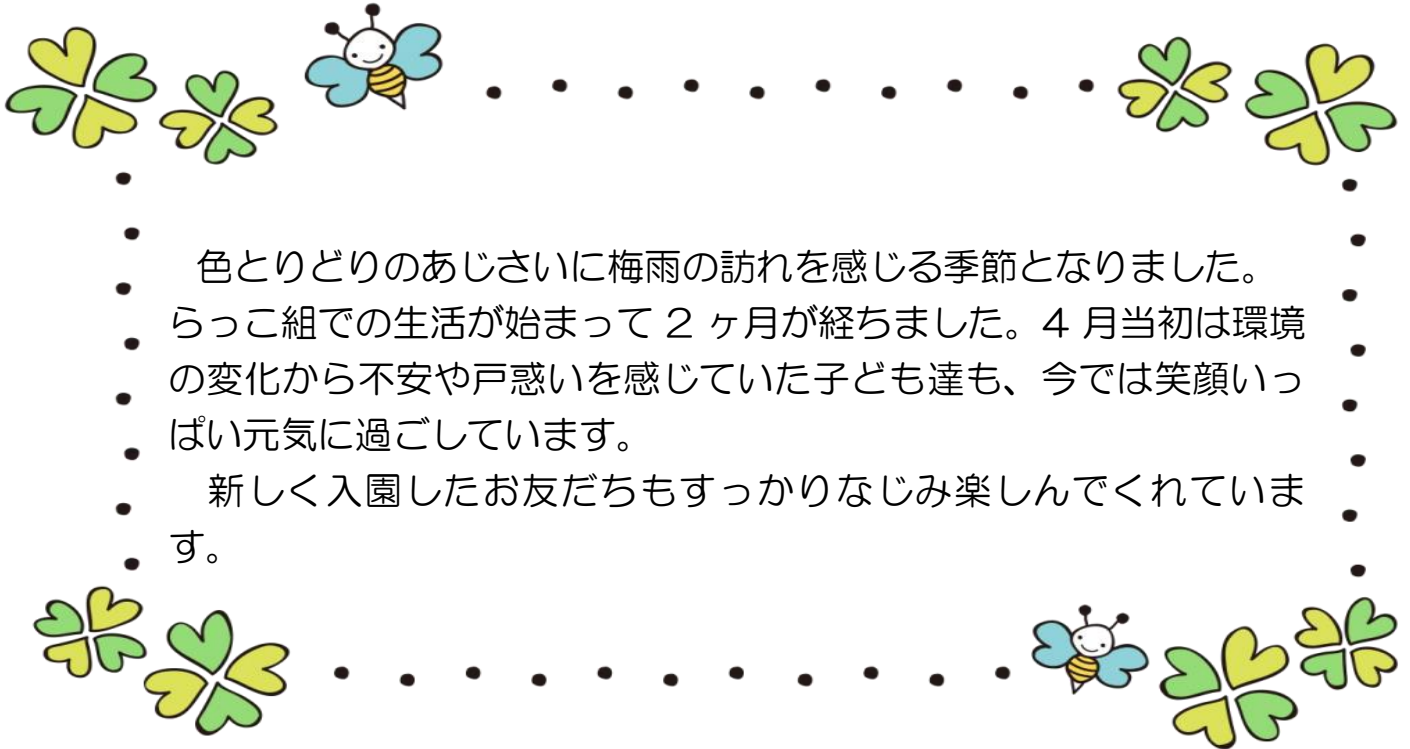 色とりどりのあじさいに梅雨の訪れを感じる季節となりました。
らっこ組での生活が始まって 2 ヶ月が経ちました。4 月当初は環境
の変化から不安や戸惑いを感じていた子ども達も、今では笑顔いっ
ぱい元気に過ごしています。
新しく入園したお友だちもすっかりなじみ楽しんでくれていま
す。